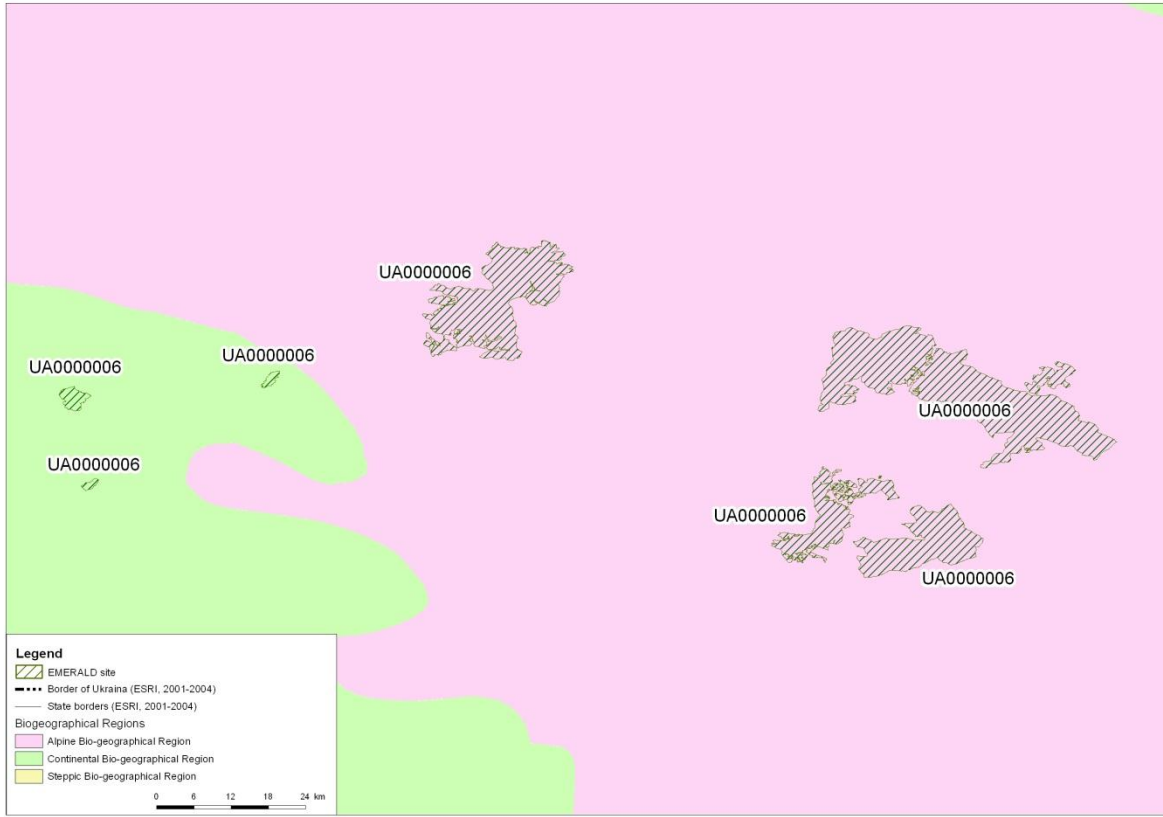 UA0000006
UA0000006
UA0000006
UA0000006
UA0000006
UA0000006
UA0000006
Legend
EMERALD site
Border of Ukraina (ESRI, 2001-2004)
State borders (ESRI, 2001-2004)
Biogeographical Regions
Alpine Bio-geographical Region
Continental Bio-geographical Region
Steppic Bio-geographical Region
0 6 12 18 24 km